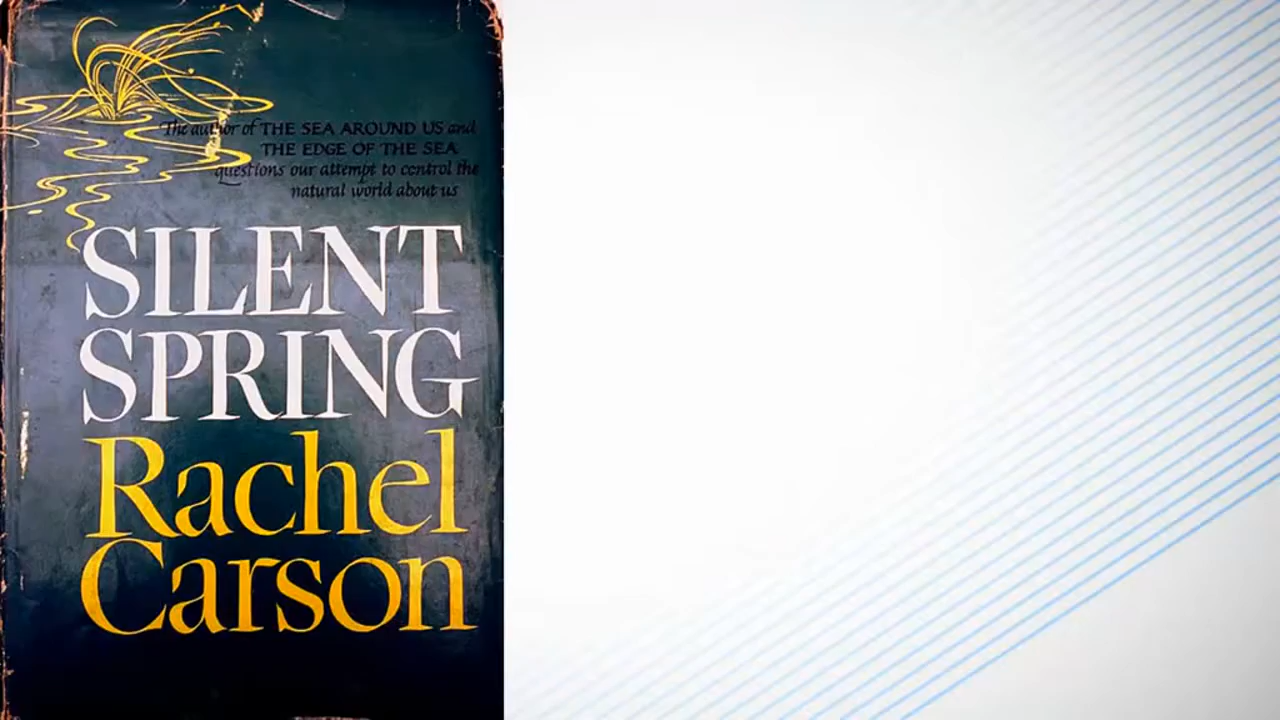 The author of THE SEA AROUND US and
THE EDGE OF THE SEA
questions our attempt to control the
natural world about us
SILENT
SPRING
Rachel
Carson